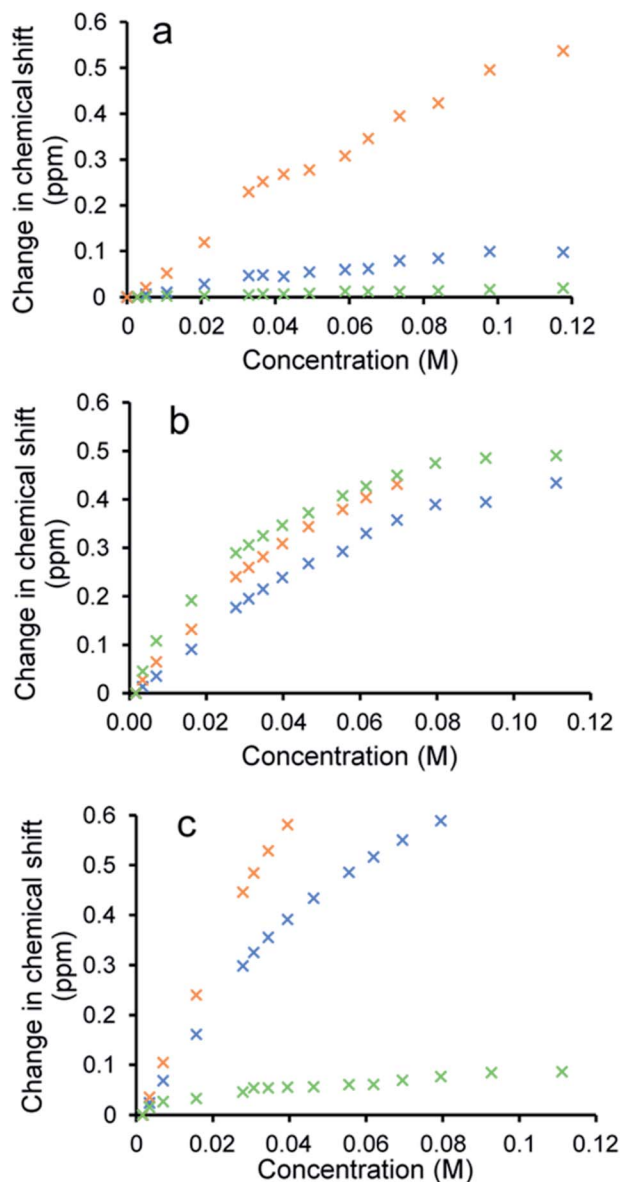 a
Change in chemical shift
(ppm)
0.6
0.5
0.4
0.3
0.2
0.1
0
0 0.02 0.04 0.06 0.08 0.1 0.12
Concentration (M)
b
Change in chemical shift
(ppm)
0.6
0.5
0.4
0.3
0.2
0.1
0
0.00 0.02 0.04 0.06 0.08 0.10 0.12
Concentration (M)
c
Change in chemical shift
(ppm)
0.6
0.5
0.4
0.3
0.2
0.1
0
0 0.02 0.04 0.06 0.08 0.1 0.12
Concentration (M)